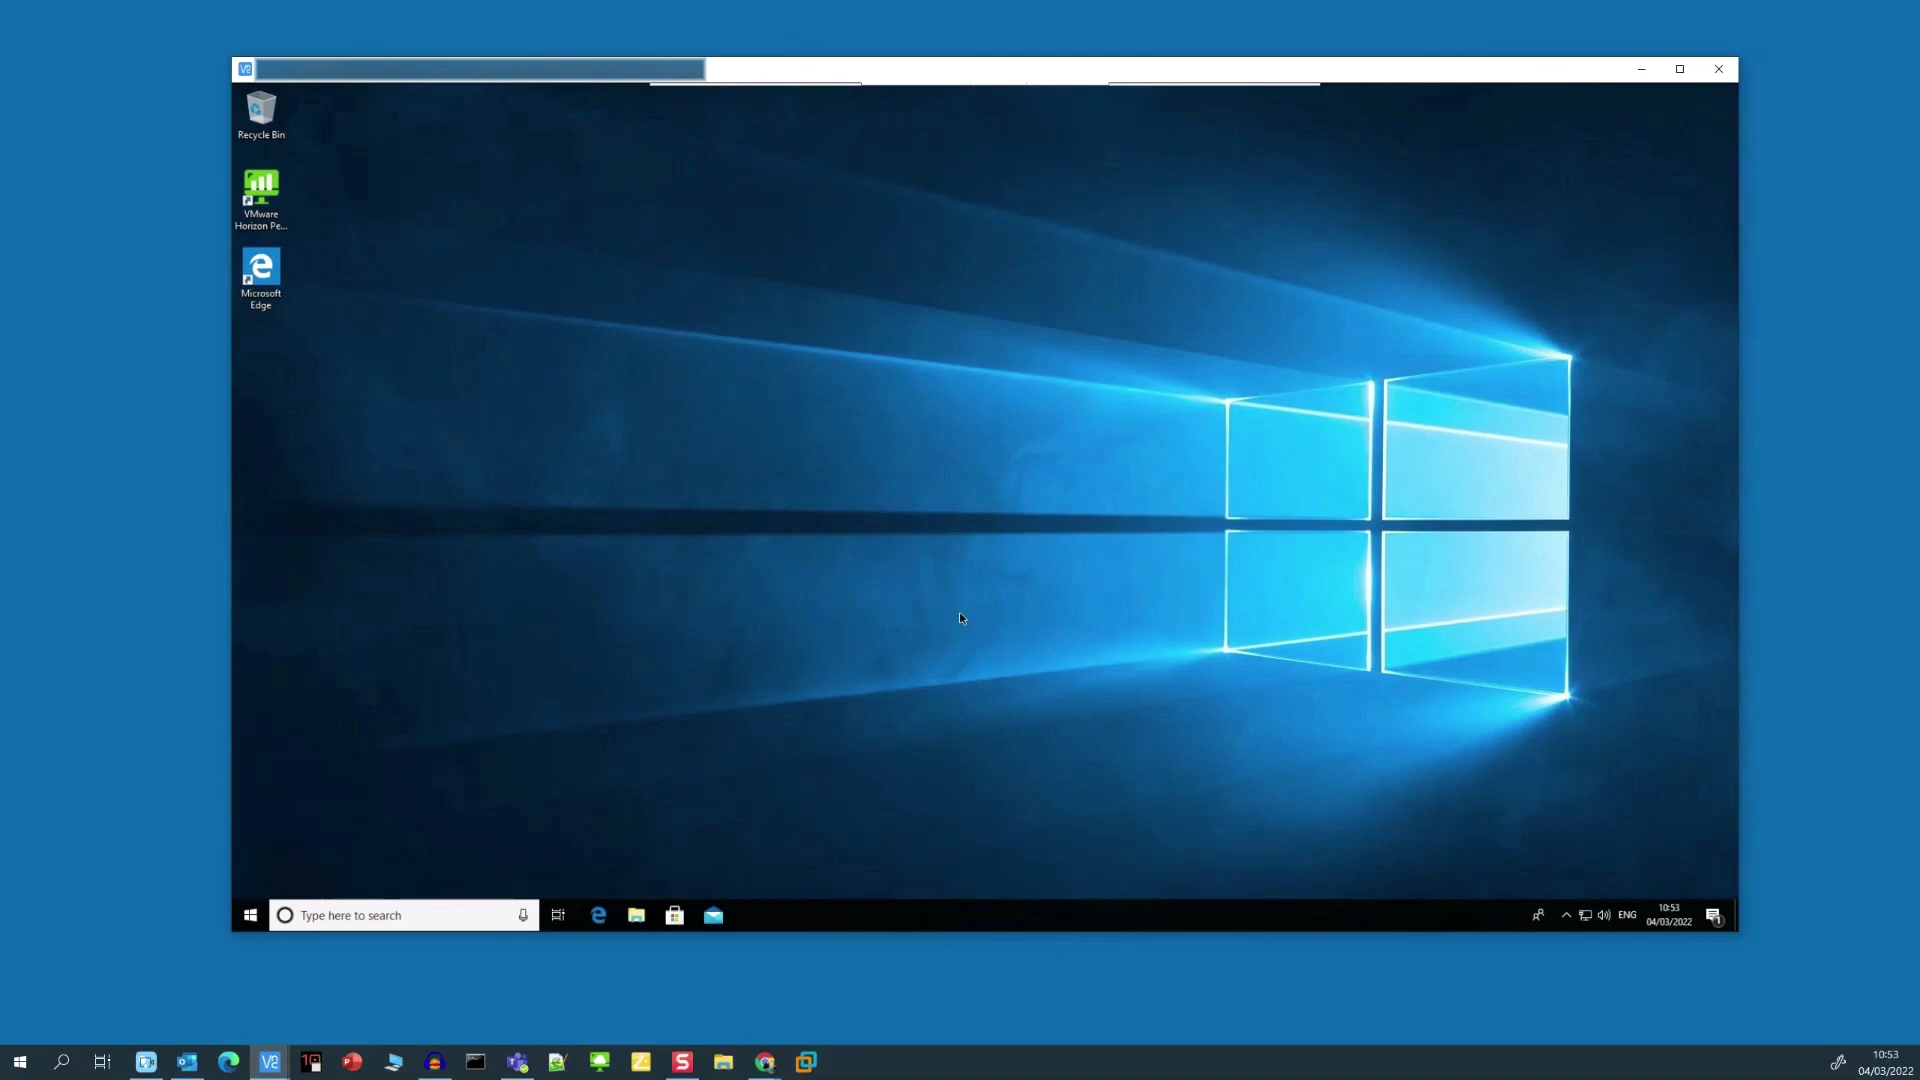 Recycle Bin
VMware
Horizon Pe...
Microsoft
Edge
Type here to search
ENG
10:53
04/03/2022
1
10:53
04/03/2022